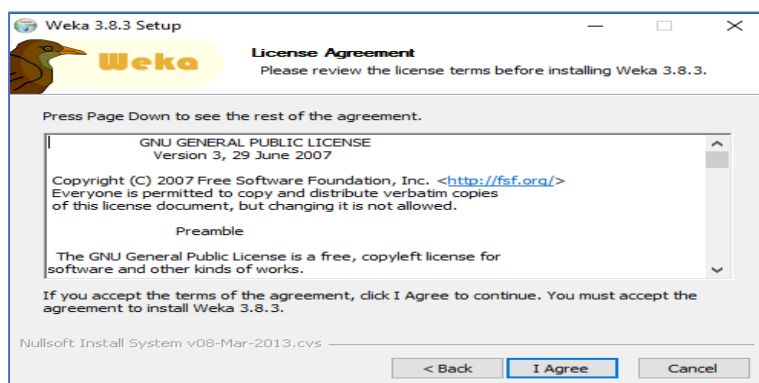 Weka 3.8.3 Setup
Weka
License Agreement
Please review the license terms before installing Weka 3.8.3.
Press Page Down to see the rest of the agreement.
GNU GENERAL PUBLIC LICENSE
Version 3, 29 June 2007
Copyright (C) 2007 Free Software Foundation, Inc. <http://fsf.org/>
Everyone is permitted to copy and distribute verbatim copies
of this license document, but changing it is not allowed.
Preamble
The GNU General Public License is a free, copyleft license for
software and other kinds of works.
If you accept the terms of the agreement, click I Agree to continue. You must accept the
agreement to install Weka 3.8.3.
Nullsoft Install System v08-Mar-2013.cvs
< Back I Agree Cancel